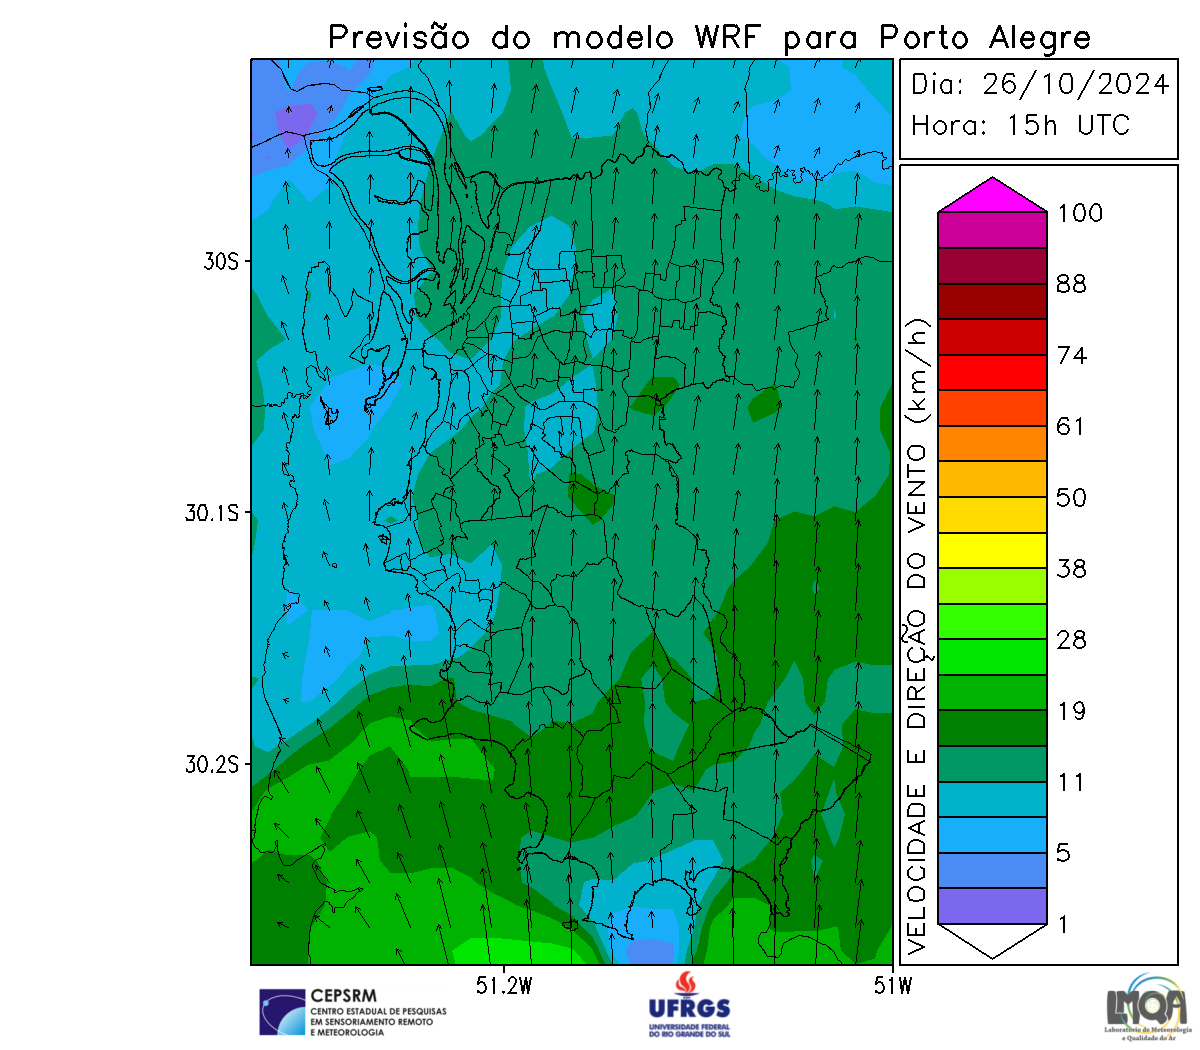 Previsão do modelo WRF para Porto Alegre
Dia: 26/10/2024
Hora: 15h UTC
100
88
74
61
50
38
28
19
11
5
1
VELOCIDADE E DIREÇÃO DO VENTO (km/h)
30S
30.1S
30.2S
51.2W
51W
CEPSRM
CENTRO ESTADUAL DE PESQUISAS
EM SENSORIAMENTO REMOTO
E METEOROLOGIA
UFRGS
UNIVERSIDADE FEDERAL
DO RIO GRANDE DO SUL
LMQA
Laboratório de Meteorologia
e Qualidade do Ar